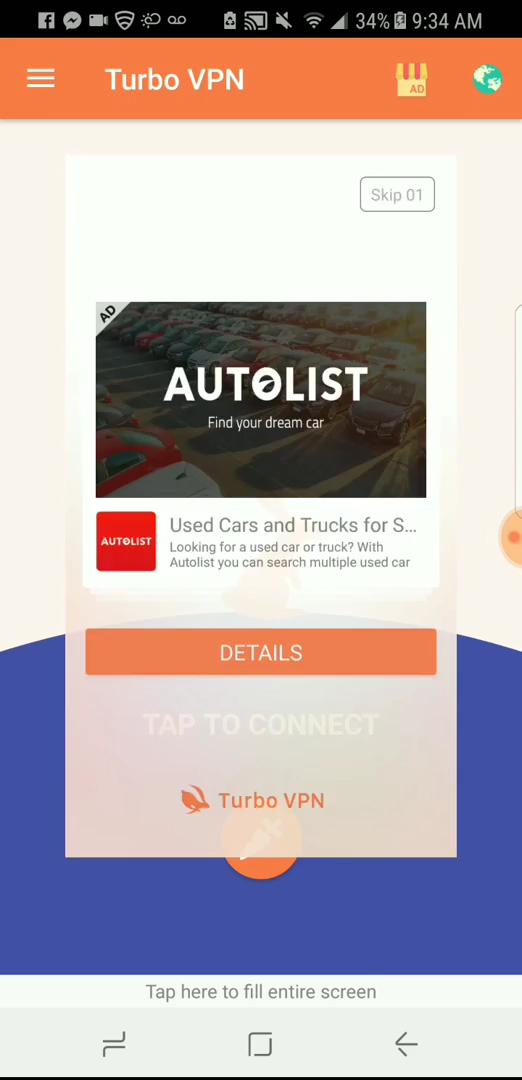 34% 9:34 AM
Turbo VPN
AD
Skip 01
AD
AUTOLIST
Find your dream car
AUTOLIST
Used Cars and Trucks for S...
Looking for a used car or truck? With
Autolist you can search multiple used car
DETAILS
TAP TO CONNECT
Turbo VPN
Tap here to fill entire screen